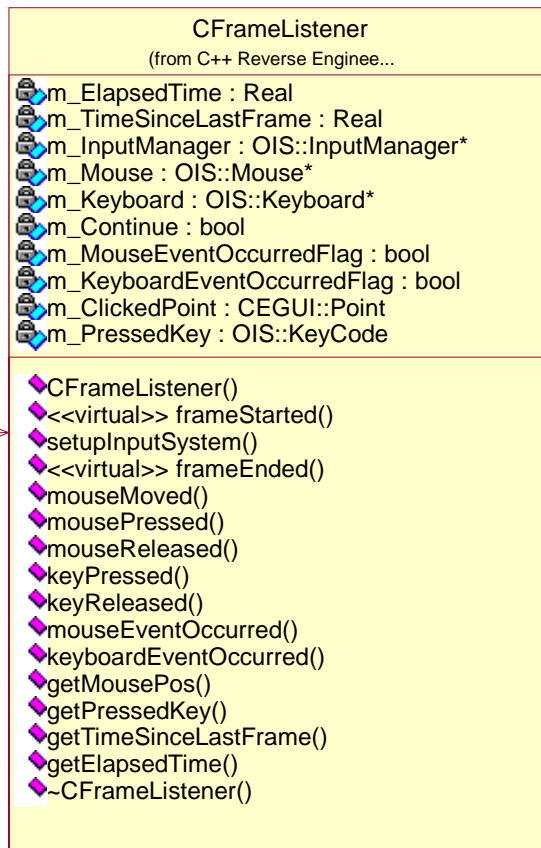 CFrameListener
(from C++ Reverse Enginee...
m_ElapsedTime : Real
m_TimeSinceLastFrame : Real
m_InputManager : OIS::InputManager*
m_Mouse : OIS::Mouse*
m_Keyboard : OIS::Keyboard*
m_Continue : bool
m_MouseEventOccurredFlag : bool
m_KeyboardEventOccurredFlag : bool
m_ClickedPoint : CEGUI::Point
m_PressedKey : OIS::KeyCode
CFrameListener()
<<virtual>> frameStarted()
setupInputSystem()
<<virtual>> frameEnded()
mouseMoved()
mousePressed()
mouseReleased()
keyPressed()
keyReleased()
mouseEventOccurred()
keyboardEventOccurred()
getMousePos()
getPressedKey()
getTimeSinceLastFrame()
getElapsedTime()
~CFrameListener()